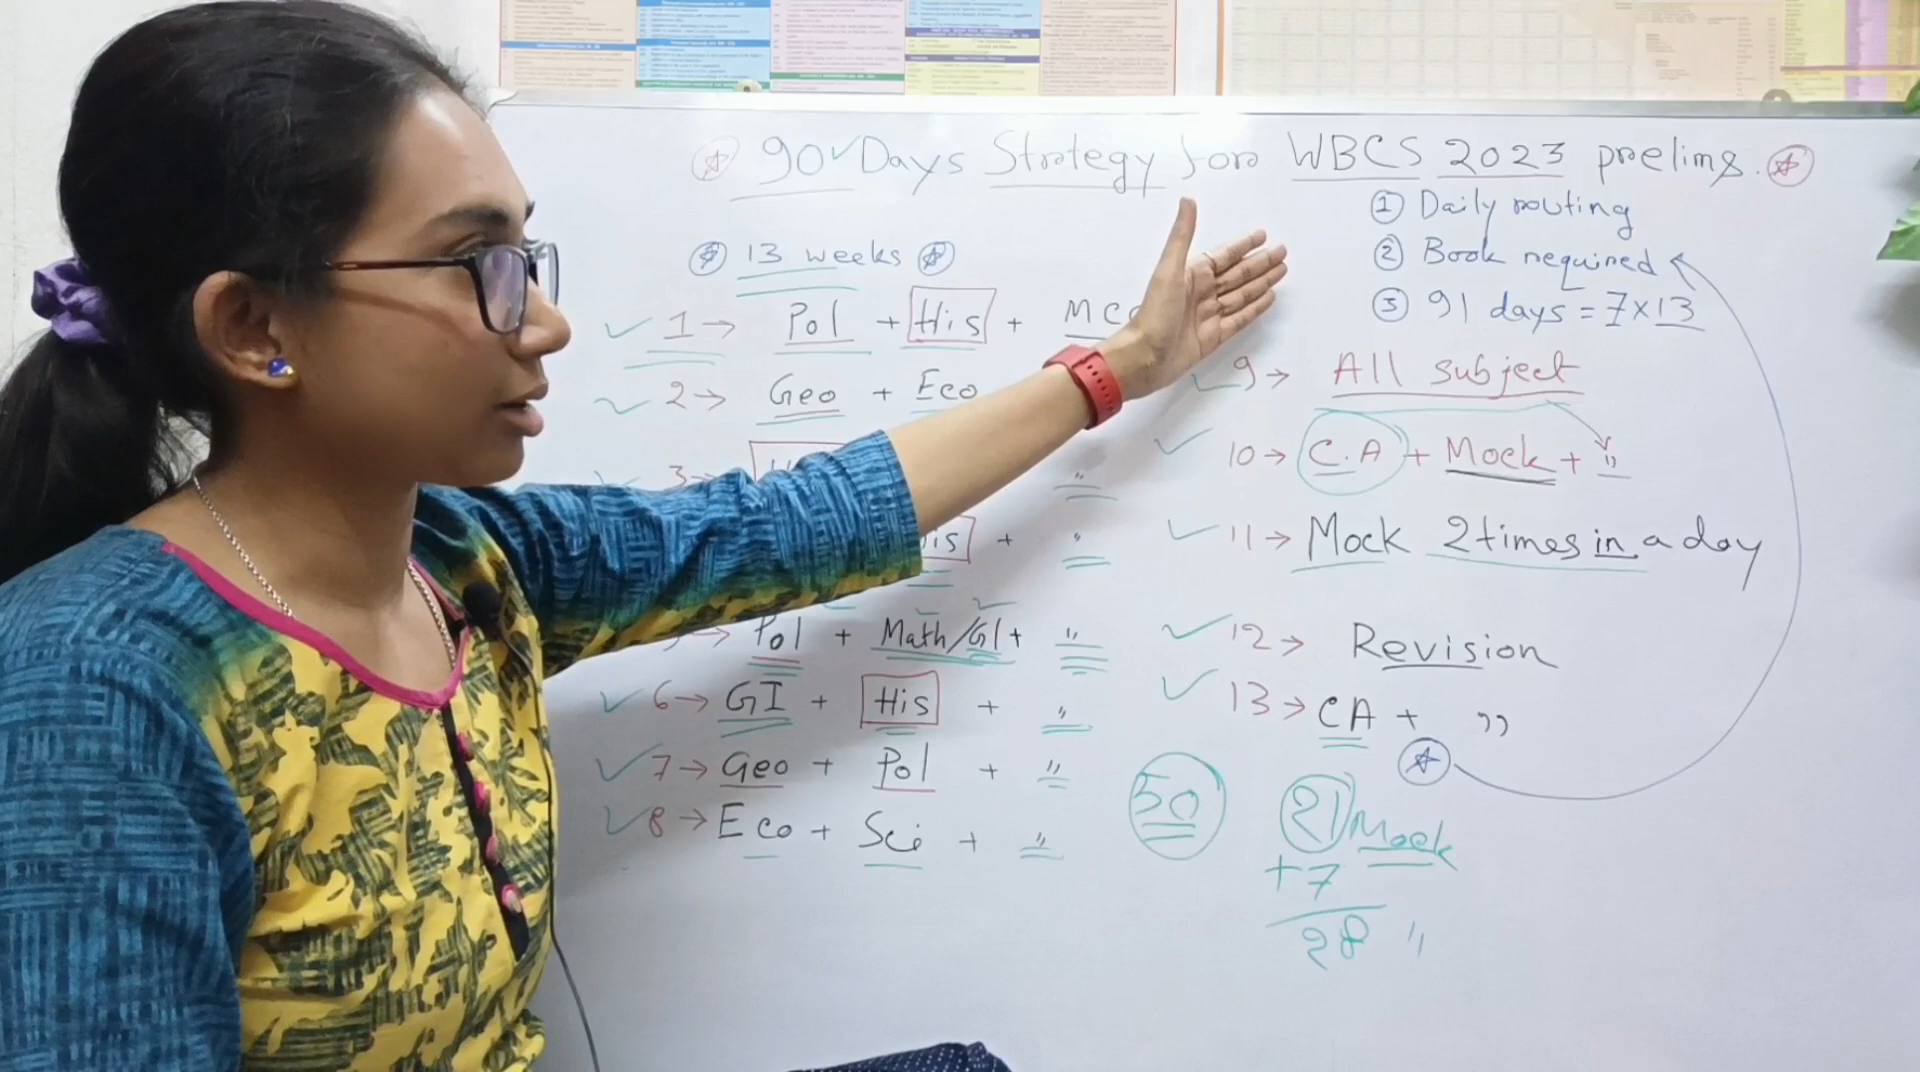 90 Days Strategy for WBCS 2023 prelims.
① Daily routing
② Book required
③ 91 days = 7×13
13 weeks
1→ Pol + His + MC
2→ Geo + Eco
3→ "
is + "
Pol + Math/GI + "
6→ GI + His + "
7→ Geo + Pol + "
8→ Eco + Sci + "
9→ All subject
10→ C.A + Mock + "
11→ Mock 2 times in a day
12→ Revision
13→ CA + "
50
21 Mock
+7
28 "